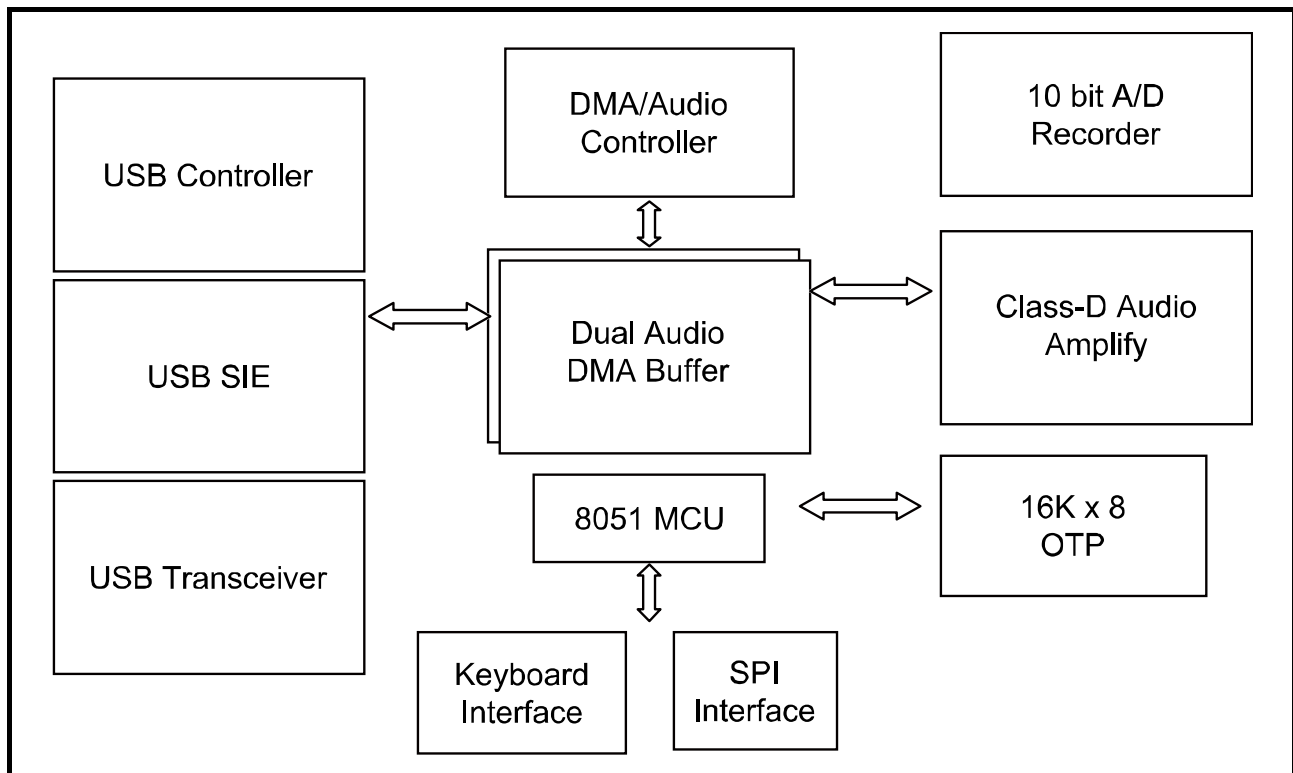 USB Controller
USB SIE
USB Transceiver
DMA/Audio
Controller
Dual Audio
DMA Buffer
8051 MCU
Keyboard
Interface
SPI
Interface
10 bit A/D
Recorder
Class-D Audio
Amplify
16K x 8
OTP